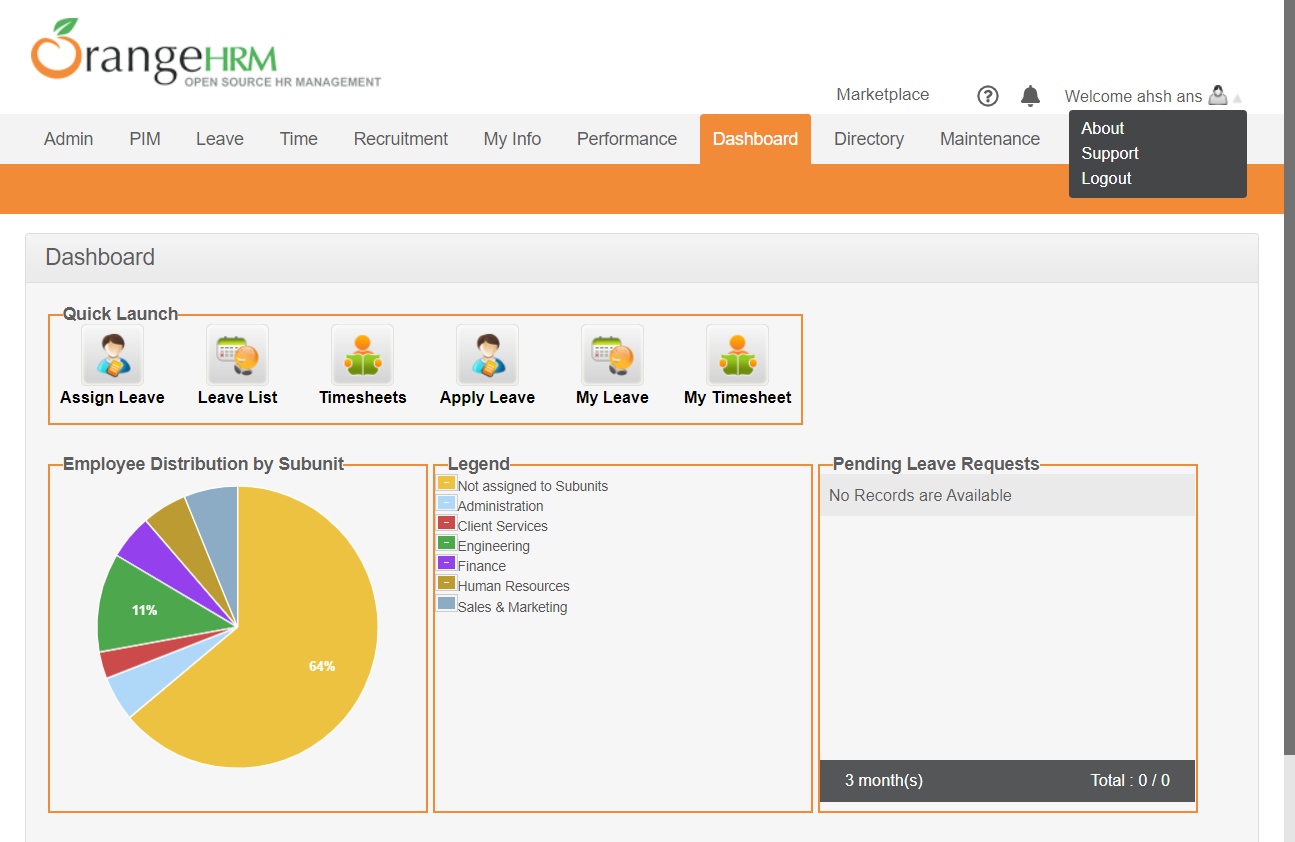 OrangeHRM
OPEN SOURCE HR MANAGEMENT
Marketplace
?
Welcome ahsh ans
Admin PIM Leave Time Recruitment My Info Performance Dashboard Directory Maintenance
About
Support
Logout
Dashboard
Quick Launch
Assign Leave Leave List Timesheets Apply Leave My Leave My Timesheet
Employee Distribution by Subunit
11%
64%
Legend
Not assigned to Subunits
Administration
Client Services
Engineering
Finance
Human Resources
Sales & Marketing
Pending Leave Requests
No Records are Available
3 month(s) Total : 0 / 0